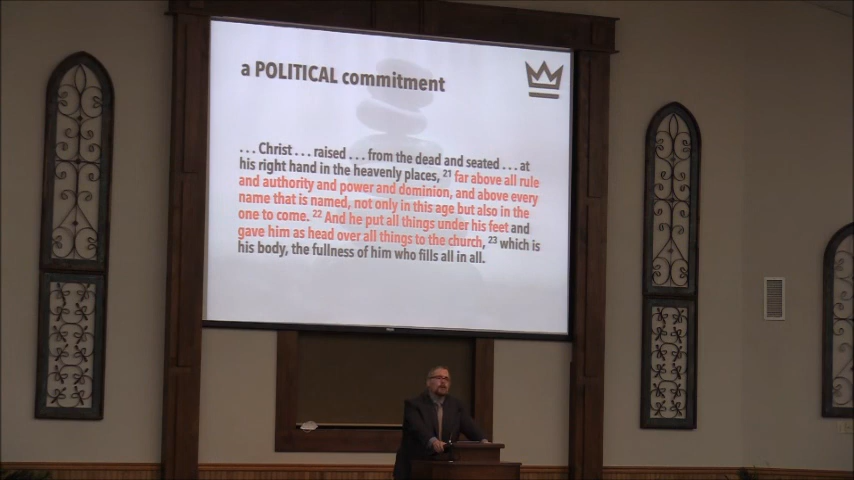 a POLITICAL commitment
. . . Christ . . . raised . . . from the dead and seated . . . at
his right hand in the heavenly places, ²¹ far above all rule
and authority and power and dominion, and above every
name that is named, not only in this age but also in the
one to come. ²² And he put all things under his feet and
gave him as head over all things to the church, ²³ which is
his body, the fullness of him who fills all in all.